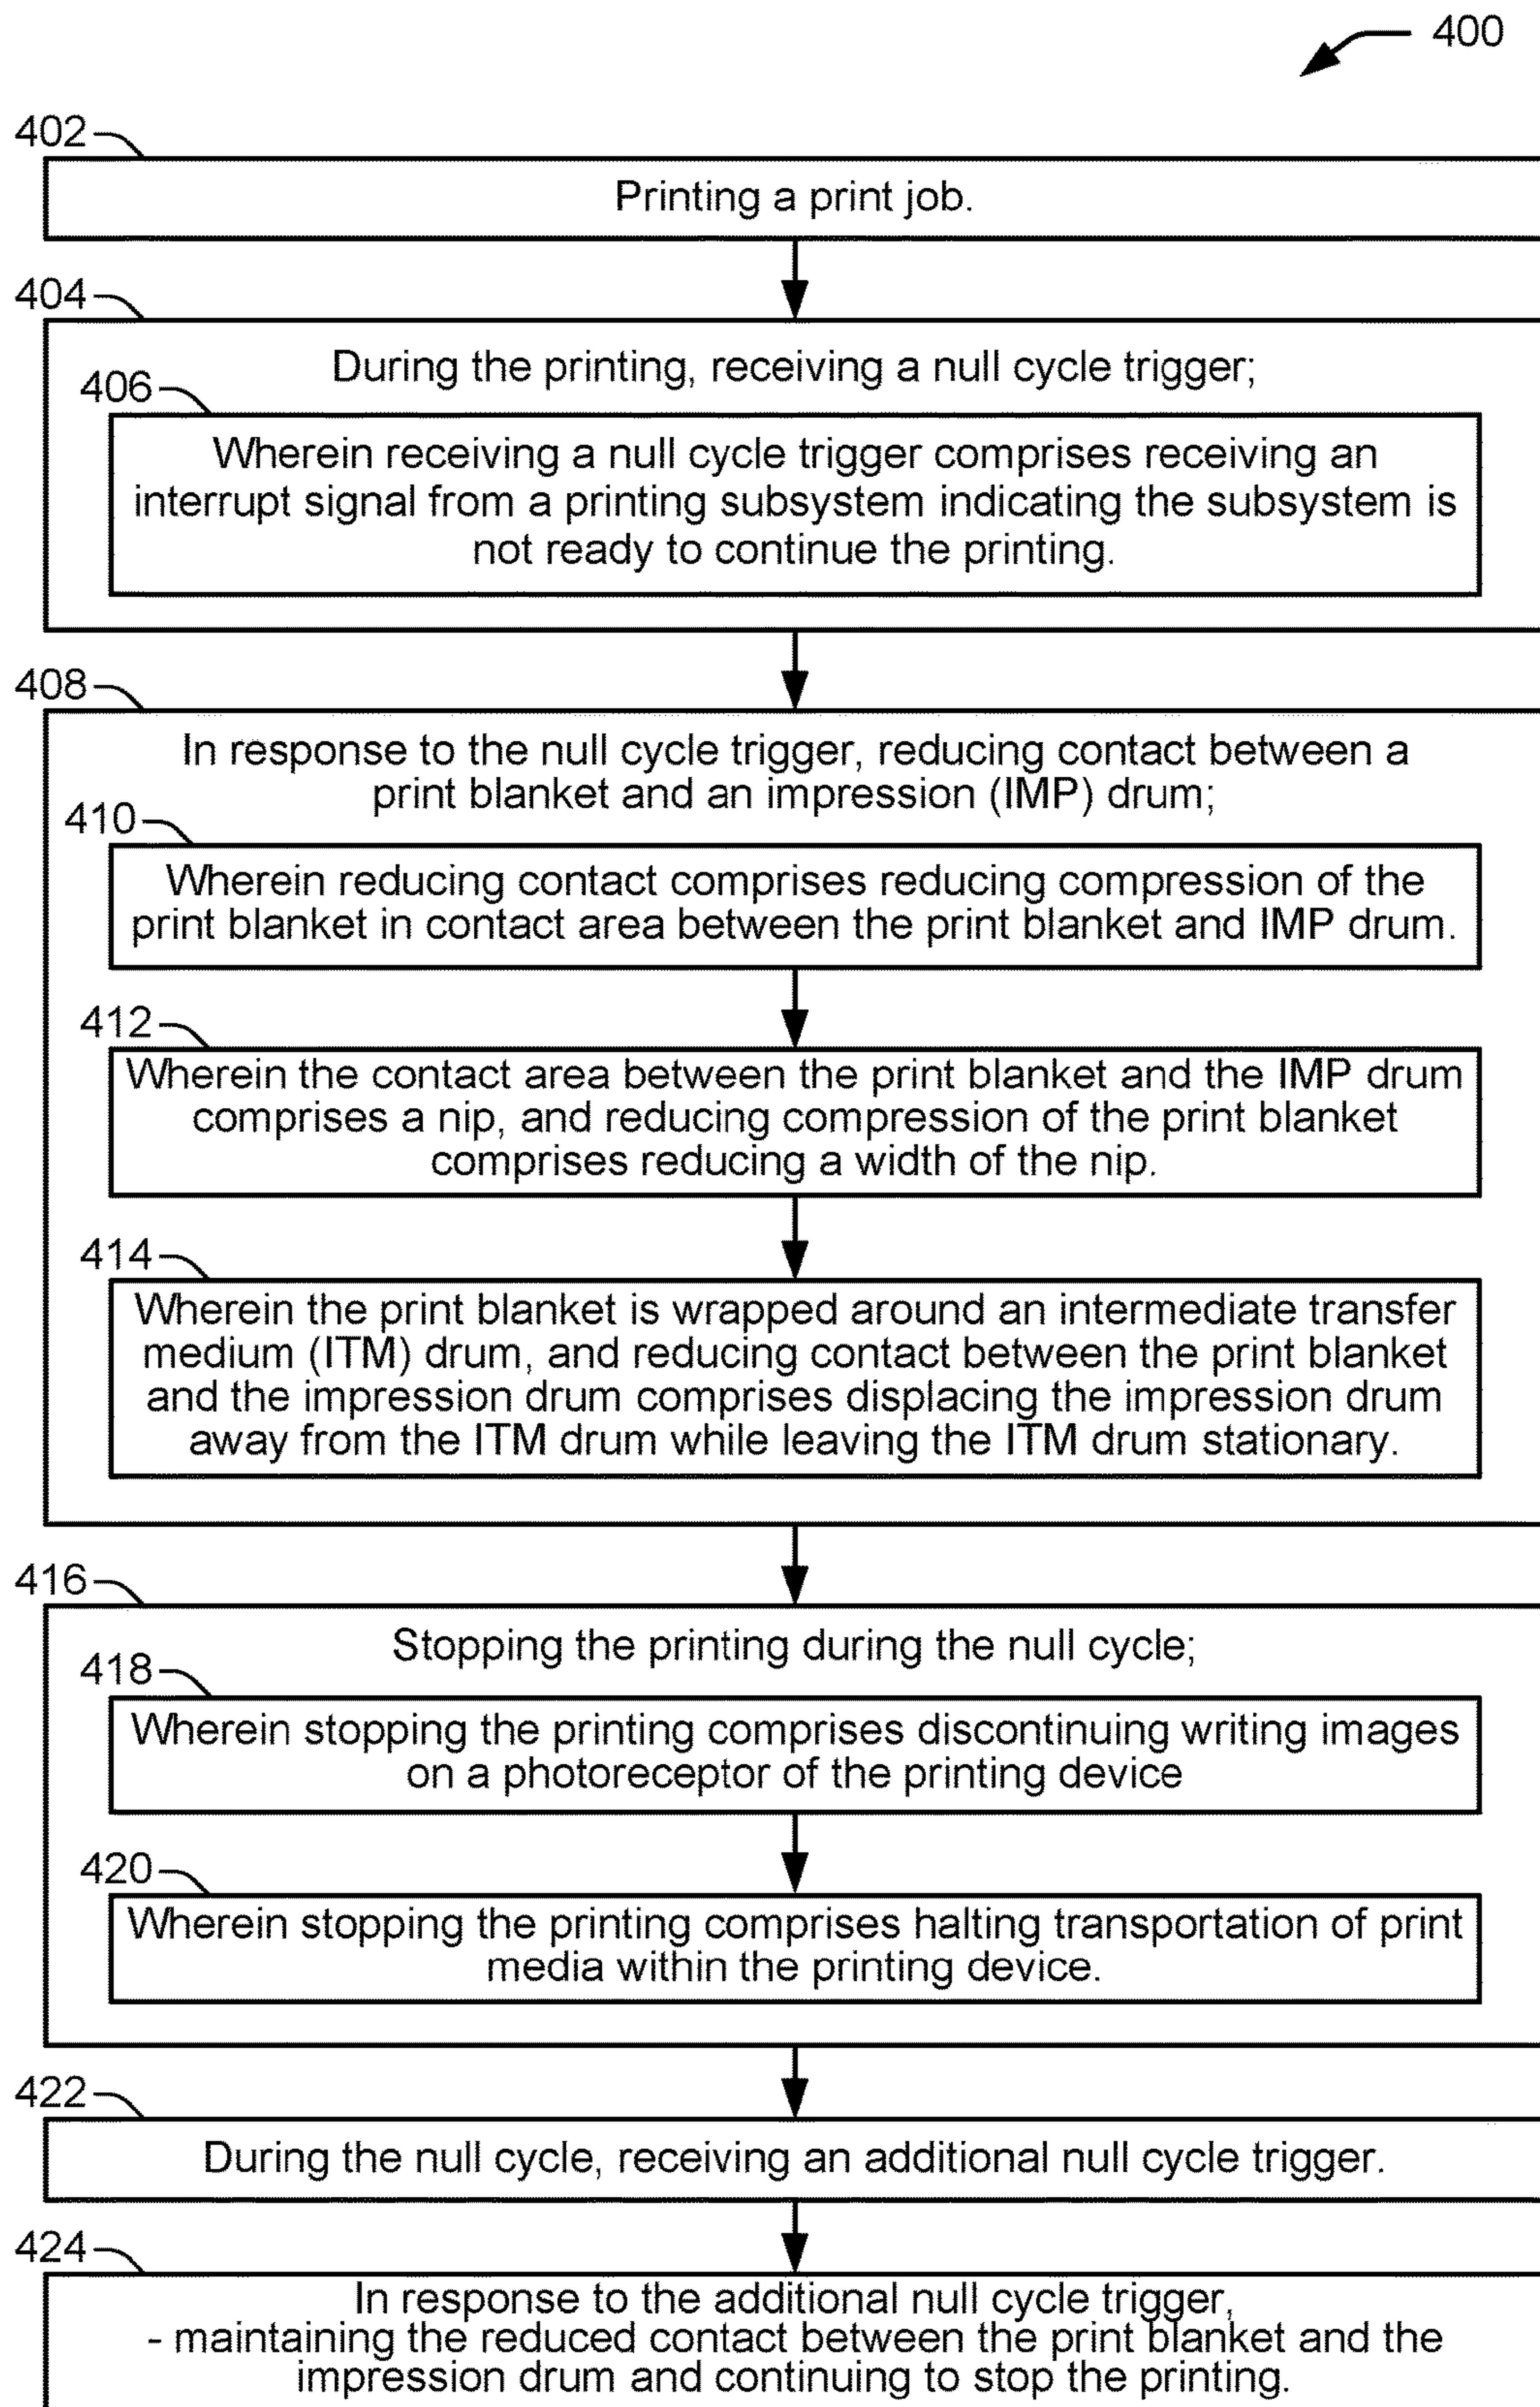 400
402
Printing a print job.
404
During the printing, receiving a null cycle trigger;
406
Wherein receiving a null cycle trigger comprises receiving an
interrupt signal from a printing subsystem indicating the subsystem is
not ready to continue the printing.
408
In response to the null cycle trigger, reducing contact between a
print blanket and an impression (IMP) drum;
410
Wherein reducing contact comprises reducing compression of the
print blanket in contact area between the print blanket and IMP drum.
412
Wherein the contact area between the print blanket and the IMP drum
comprises a nip, and reducing compression of the print blanket
comprises reducing a width of the nip.
414
Wherein the print blanket is wrapped around an intermediate transfer
medium (ITM) drum, and reducing contact between the print blanket
and the impression drum comprises displacing the impression drum
away from the ITM drum while leaving the ITM drum stationary.
416
Stopping the printing during the null cycle;
418
Wherein stopping the printing comprises discontinuing writing images
on a photoreceptor of the printing device
420
Wherein stopping the printing comprises halting transportation of print
media within the printing device.
422
During the null cycle, receiving an additional null cycle trigger.
424
In response to the additional null cycle trigger,
- maintaining the reduced contact between the print blanket and the
impression drum and continuing to stop the printing.